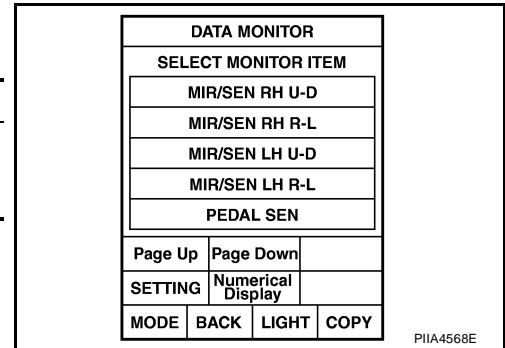 DATA MONITOR
SELECT MONITOR ITEM
MIR/SEN RH U-D
MIR/SEN RH R-L
MIR/SEN LH U-D
MIR/SEN LH R-L
PEDAL SEN
Page Up Page Down
SETTING Numerical Display
MODE BACK LIGHT COPY
PIIA4568E